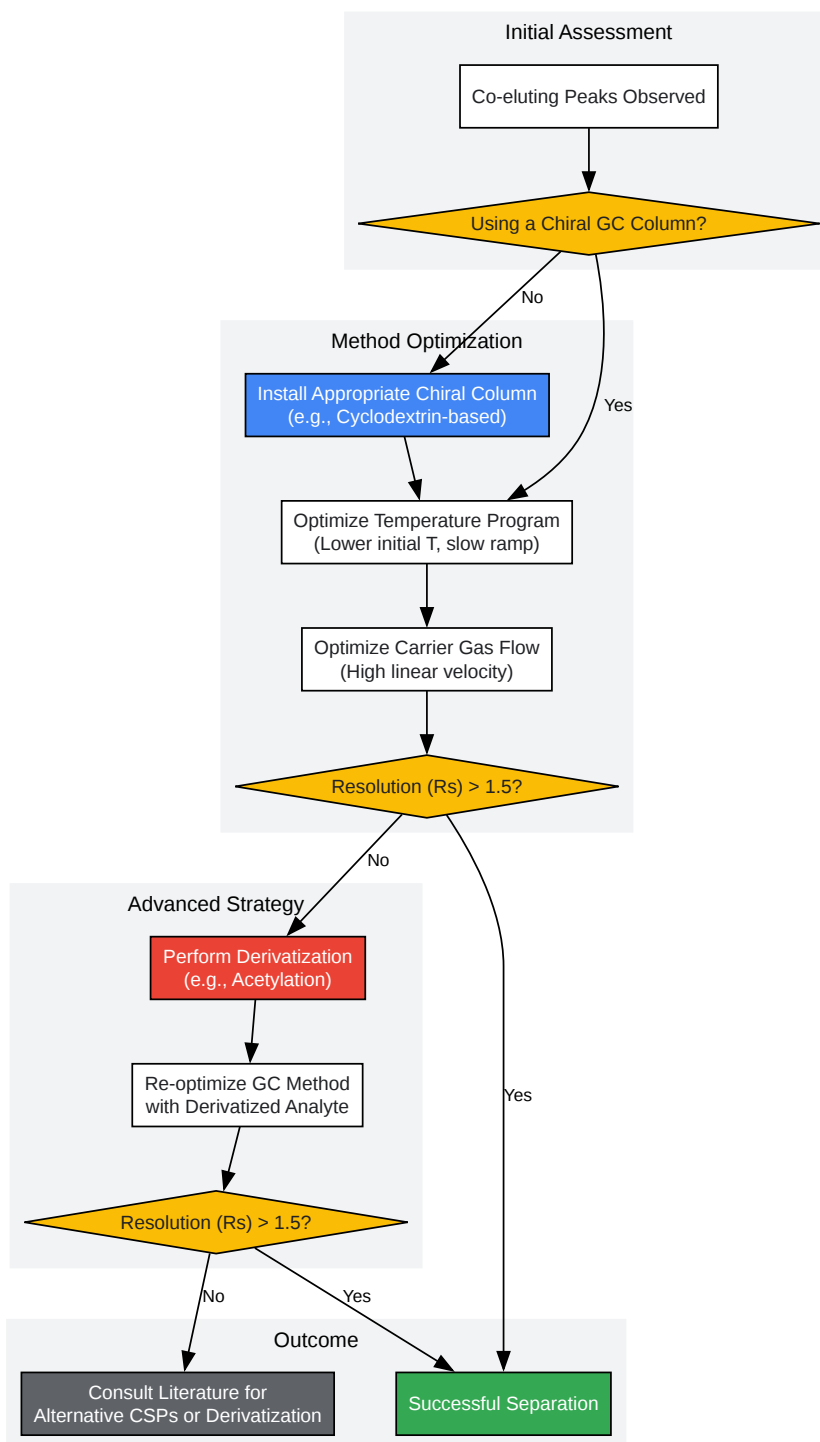 Initial Assessment
Co-eluting Peaks Observed
Using a Chiral GC Column?
No
Method Optimization
Install Appropriate Chiral Column
(e.g., Cyclodextrin-based)
Yes
Optimize Temperature Program
(Lower initial T, slow ramp)
Optimize Carrier Gas Flow
(High linear velocity)
Resolution (Rs) > 1.5?
No
Advanced Strategy
Perform Derivatization
(e.g., Acetylation)
Re-optimize GC Method
with Derivatized Analyte
Yes
Resolution (Rs) > 1.5?
No
Yes
Outcome
Consult Literature for
Alternative CSPs or Derivatization
Successful Separation